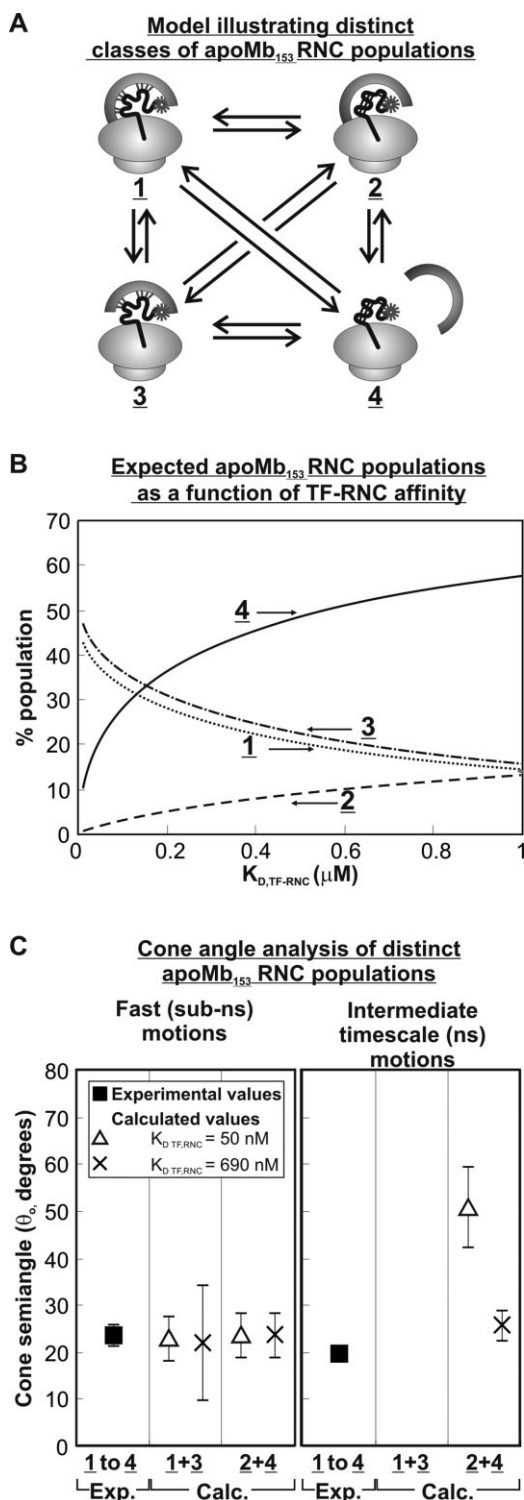 A
Model illustrating distinct
classes of apoMb153 RNC populations
1
2
3
4
B
Expected apoMb153 RNC populations
as a function of TF-RNC affinity
% population
70
60
50
40
30
20
10
0
4
3
1
2
0
0.2
0.4
0.6
0.8
1
KD,TF-RNC (μM)
C
Cone angle analysis of distinct
apoMb153 RNC populations
Fast (sub-ns)
motions
Intermediate
timescale (ns)
motions
Cone semiangle (θo, degrees)
80
70
60
50
40
30
20
10
0
Experimental values
Calculated values
KD TF,RNC = 50 nM
KD TF,RNC = 690 nM
1 to 4
1+3
2+4
1 to 4
1+3
2+4
Exp.
Calc.
Exp.
Calc.